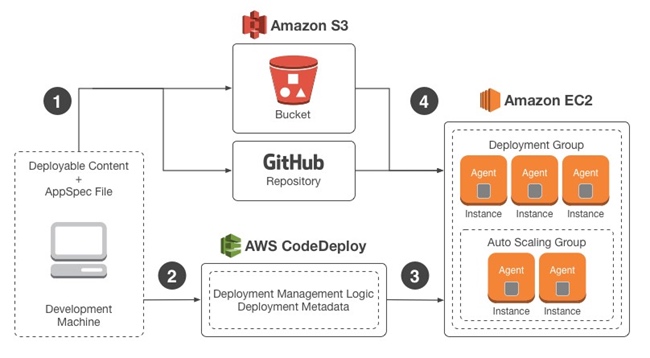 Amazon S3
1
Bucket
4
Amazon EC2
GitHub
Repository
Deployable Content
+
AppSpec File
Development
Machine
2
AWS CodeDeploy
Deployment Management Logic
Deployment Metadata
3
Deployment Group
Agent Agent Agent
Instance Instance Instance
Auto Scaling Group
Agent Agent
Instance Instance